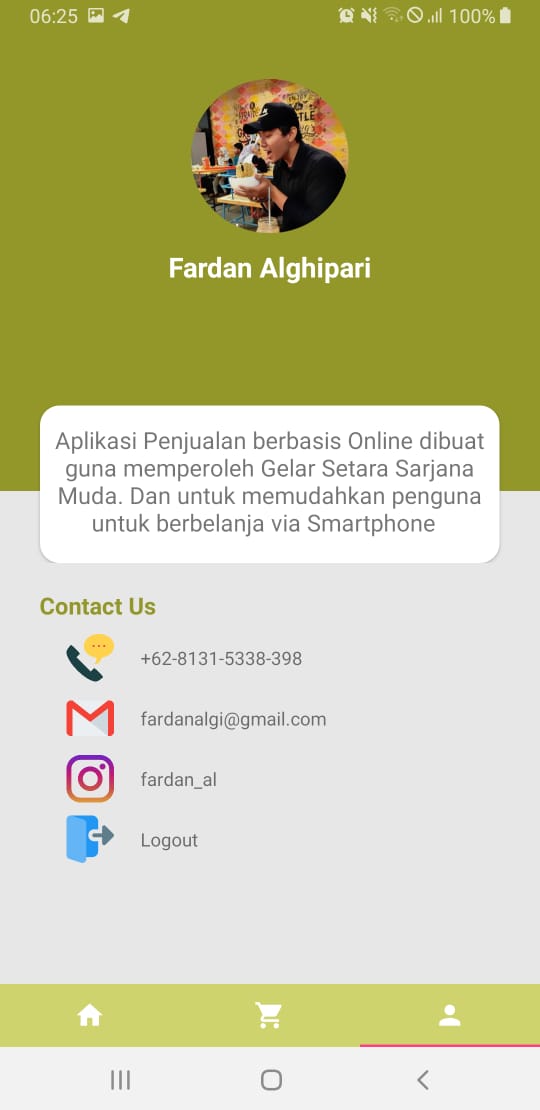 06:25
100%
Fardan Alghipari
Aplikasi Penjualan berbasis Online dibuat
guna memperoleh Gelar Setara Sarjana
Muda. Dan untuk memudahkan penguna
untuk berbelanja via Smartphone
Contact Us
+62-8131-5338-398
fardanalgi@gmail.com
fardan_al
Logout